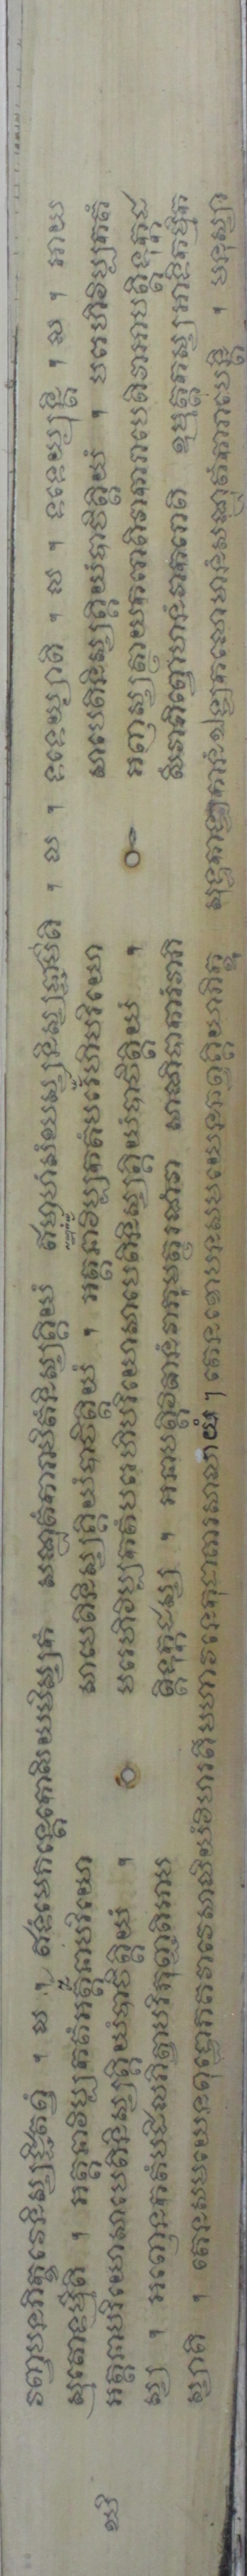 វញ្ចបនភិក្ខវេនិស្សជ្ជិតព្វំ ។ ល ។ ឥទំមេភន្តេកោសិយមិស្សកំ សណ្ឋតំការាបិតំនិស្សគ្គិយំ ឥមាហំសំឃស្សនិស្សជ្ជាមីតិ ។ ល ។ ទទេយ្យាតិ ។ ល ។ ទទេយ្យុន្តិ ។ ល ។ អាយ
ស្មតោទម្មីតិ ។ អត្តនាវិប្បកតំអត្តនាបរិយោ សាបេតិនិស្សគ្គិយំបាចិត្តិយំ ។ អត្តនាវិប្បកតំបរេហិបរិយោ សាបេតិនិស្សគ្គិយំបាចិត្តិយំ ។ បរេហិវិប្បកតំ
ឃិ អត្តនាបរិយោសាបេតិនិស្សគ្គិយំបាចិត្តិយំ ។ បរេហិវិប្បកតំបរេហិបរិយោសាបេតិនិស្សគ្គិយំបាចិត្តិយំ ។ អញ្ញស្សត្ថាយករោតិវាការាបេតិវាអាបត្តិទុក្កដ
ស្ស ។ អញ្ញេនកតំបដិលភិត្វាបរិភុញ្ជតិអាប ត្តិទុក្កដស្ស ។ អនាបត្តិវិតានំវាភុមត្ថរណំវា សាណិបាការំវាភិ សិវាពិព្ពោហនំវាករោតិ ឧម្មត្តកស្សអាទិកម្មិក
ស្សាតិ ។ តេនសមយេនពុទ្ធោភគវាវេសាលិយំវិហរតិមហាវនេកុដាគារសាលាយំ។ តេនខោបនសមយេនឆព្វគ្គិយាភិក្ខុ សុទ្ធកាឡកានំឯឡកលោមានំសណ្ឋតំការាបេន្តិ ។ មនុស្សា